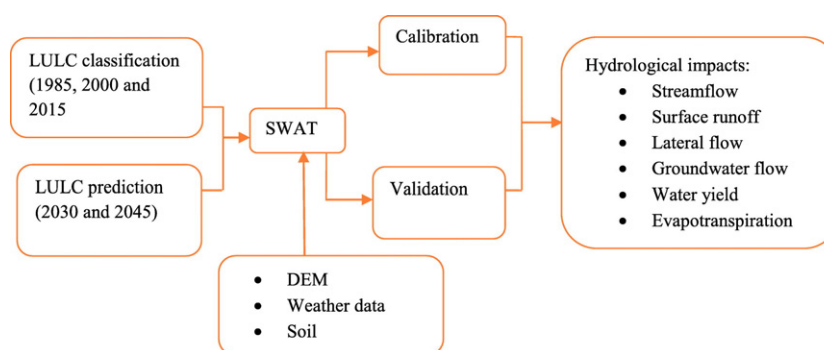 LULC classification
(1985, 2000 and
2015
LULC prediction
(2030 and 2045)
SWAT
• DEM
• Weather data
• Soil
Calibration
Validation
Hydrological impacts:
• Streamflow
• Surface runoff
• Lateral flow
• Groundwater flow
• Water yield
• Evapotranspiration